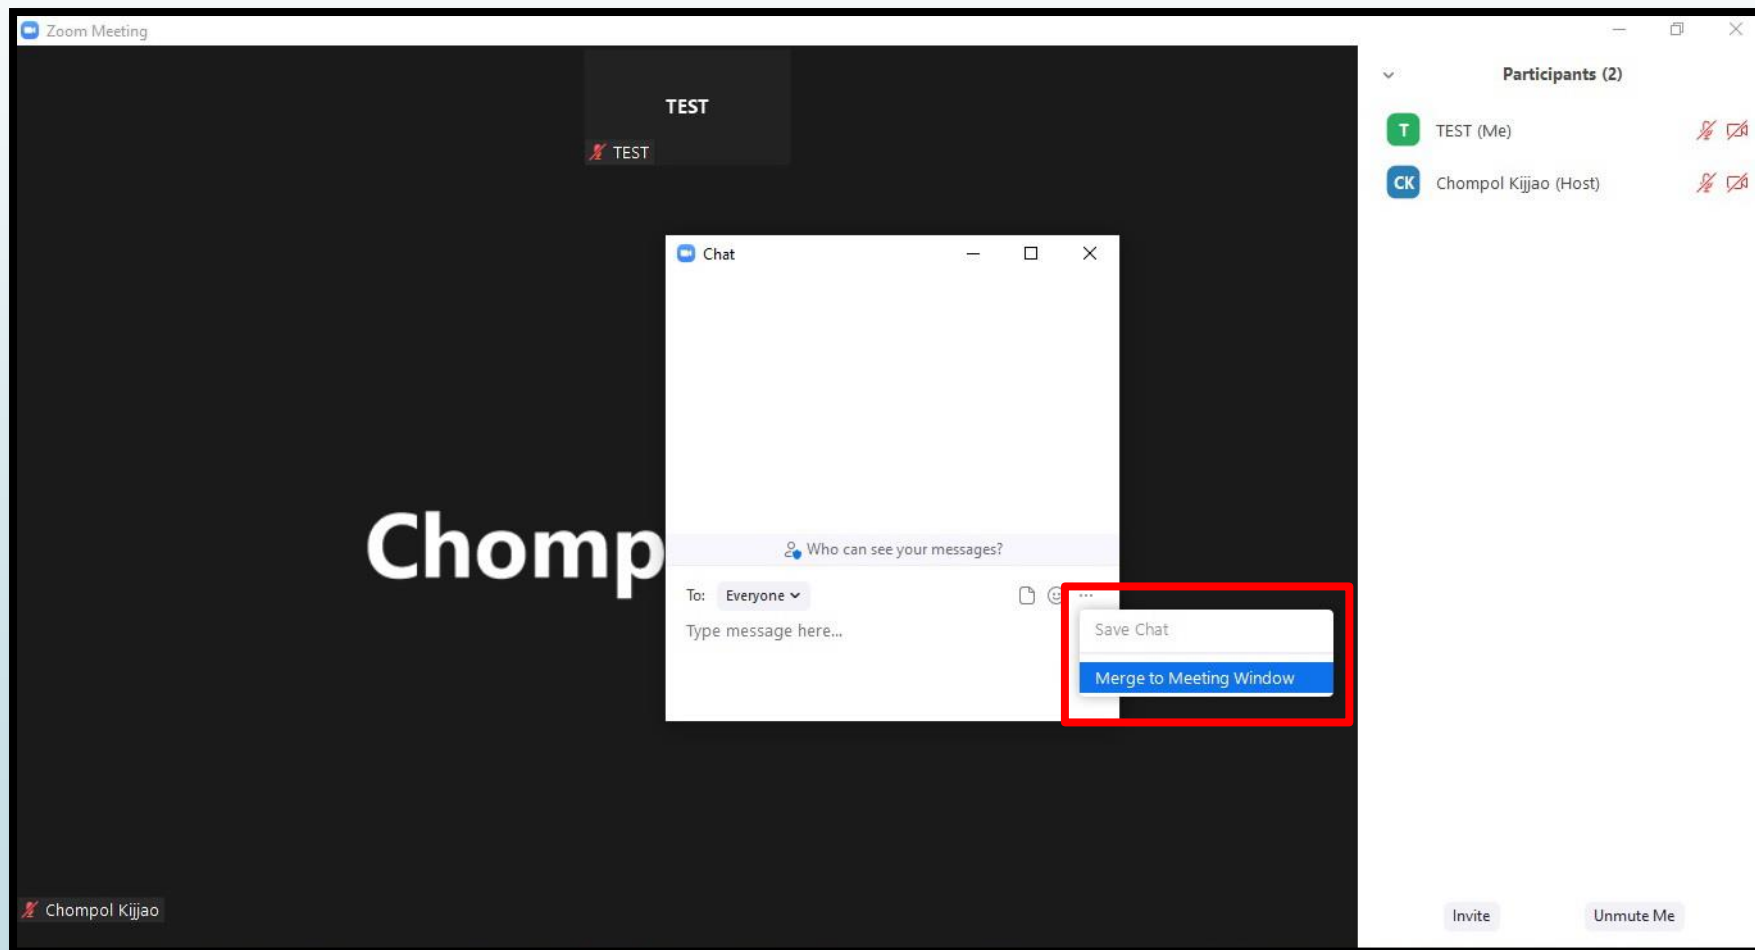 Zoom Meeting
TEST
TEST
Participants (2)
T TEST (Me)
CK Chompol Kijjao (Host)
Chat
Chomp
Who can see your messages?
To: Everyone
Type message here...
Save Chat
Merge to Meeting Window
Chompol Kijjao
Invite Unmute Me